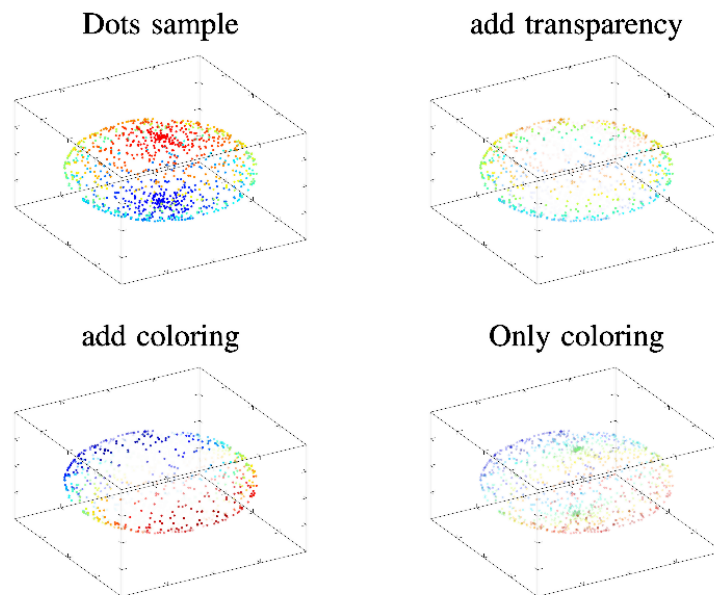 Dots sample
add transparency
add coloring
Only coloring